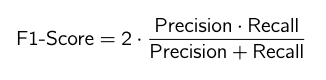 F1-Score = 2 · Precision · Recall / Precision + Recall